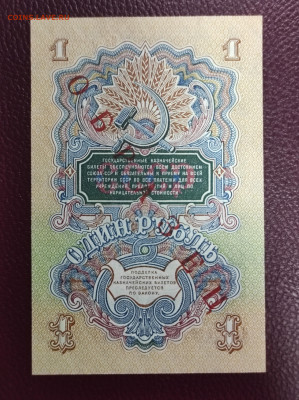 1 1
ОБРАЗЕЦ
ГОСУДАРСТВЕННЫЕ КАЗНАЧЕЙСКИЕ
БИЛЕТЫ ОБЕСПЕЧИВАЮТСЯ ВСЕМ ДОСТОЯНИЕМ
СОЮЗА ССР И ОБЯЗАТЕЛЬНЫ К ПРИЕМУ НА ВСЕЙ
ТЕРРИТОРИИ СССР ВО ВСЕ ПЛАТЕЖИ ДЛЯ ВСЕХ
УЧРЕЖДЕНИЙ, ПРЕДПРИЯТИЙ И ЛИЦ ПО
НАРИЦАТЕЛЬНОЙ СТОИМОСТИ
ОДИН РУБЛЬ
ПОДДЕЛКА
ГОСУДАРСТВЕННЫХ
КАЗНАЧЕЙСКИХ БИЛЕТОВ
ПРЕСЛЕДУЕТСЯ
ПО ЗАКОНУ.
1 1